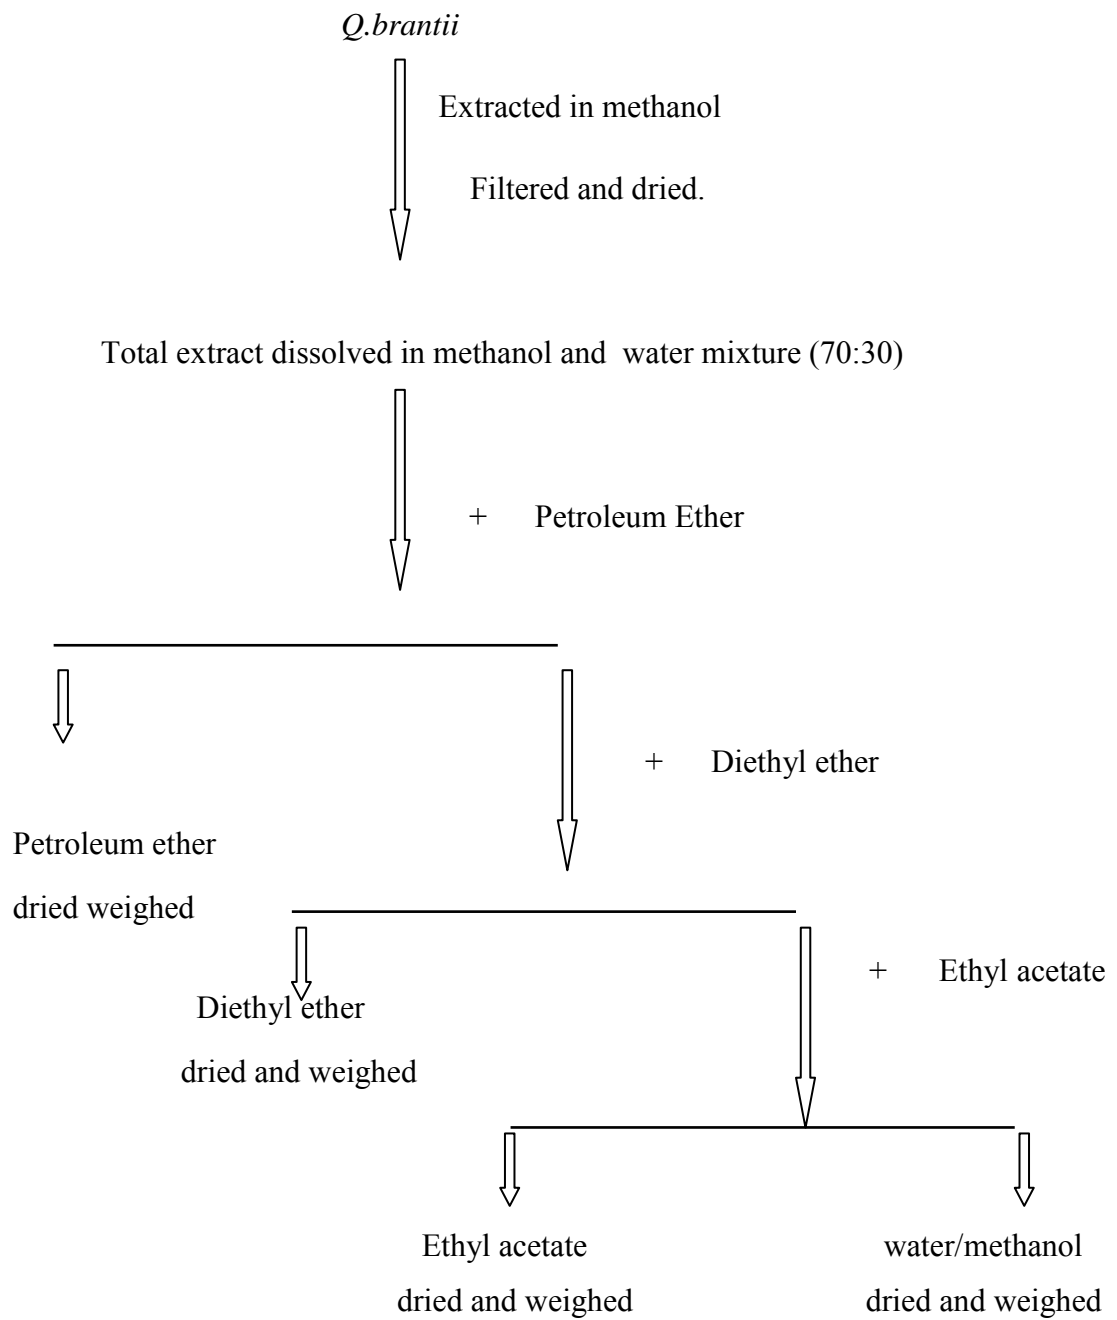 Q.brantii
Extracted in methanol
Filtered and dried.
Total extract dissolved in methanol and water mixture (70:30)
+ Petroleum Ether
+ Diethyl ether
Petroleum ether
dried weighed
+ Ethyl acetate
Diethyl ether
dried and weighed
Ethyl acetate
dried and weighed
water/methanol
dried and weighed